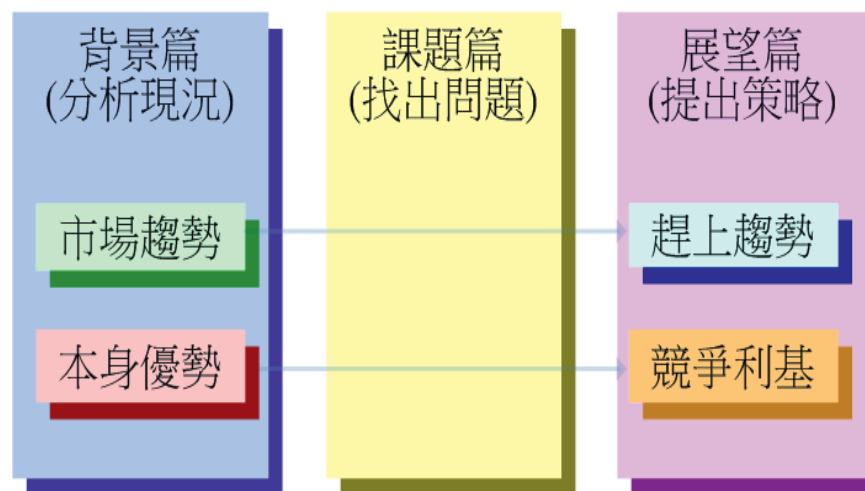 背景篇
(分析現況)
課題篇
(找出問題)
展望篇
(提出策略)
市場趨勢
趕上趨勢
本身優勢
競爭利基